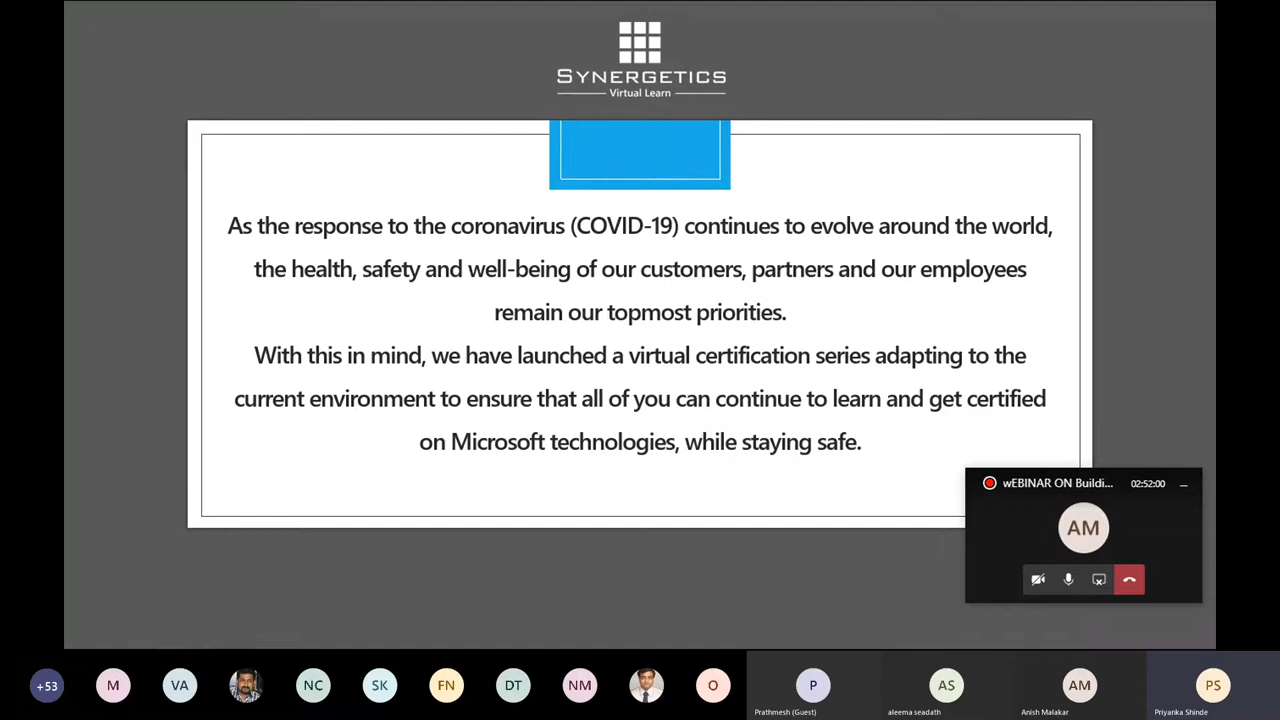 SYNERGETICS
Virtual Learn
As the response to the coronavirus (COVID-19) continues to evolve around the world,
the health, safety and well-being of our customers, partners and our employees
remain our topmost priorities.
With this in mind, we have launched a virtual certification series adapting to the
current environment to ensure that all of you can continue to learn and get certified
on Microsoft technologies, while staying safe.
wEBINAR ON Buildi... 02:52:00
AM
+53 M VA NC SK FN DT NM O P AS AM PS
Prathmesh (Guest) aleema seadath Anish Malakar Priyanka Shinde